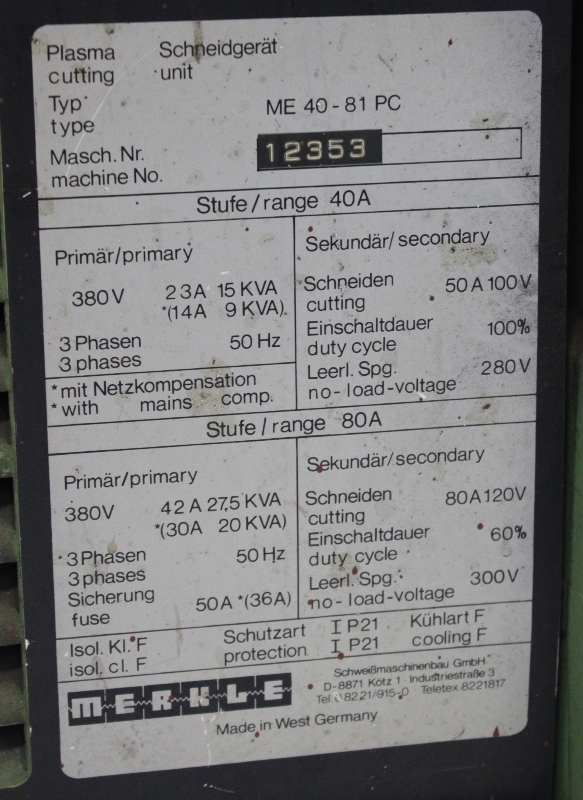 Plasma Schneidgerät
cutting unit
Typ ME 40-81 PC
type
Masch. Nr. 12353
machine No.
Stufe/range 40A
Primär/primary
380V 23A 15 KVA
*(14A 9 KVA)
3 Phasen 50 Hz
3 phases
*mit Netzkompensation
*with mains comp.
Sekundär/secondary
Schneiden 50A 100V
cutting
Einschaltdauer 100%
duty cycle
Leerl. Spg. 280V
no-load-voltage
Stufe/range 80A
Primär/primary
380V 42A 27,5 KVA
*(30A 20 KVA)
3 Phasen 50 Hz
3 phases
Sicherung 50A *(36A)
fuse
Sekundär/secondary
Schneiden 80A 120V
cutting
Einschaltdauer 60%
duty cycle
Leerl. Spg. 300V
no-load-voltage
Isol. Kl. F Schutzart IP21 Kühlart F
isol. cl. F protection IP21 cooling F
MERKLE
Schweißmaschinenbau GmbH
D-8871 Kötz 1 Industriestraße 3
Tel. 08221/915-0 Teletex 8221817
Made in West Germany